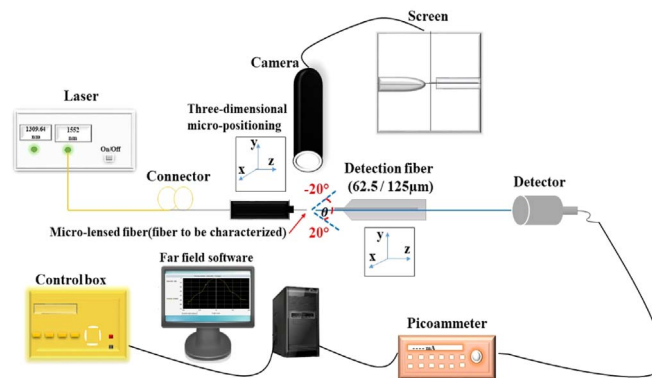 Screen
Camera
Laser
1309.64
nm
1552
nm
On/Off
Three-dimensional
micro-positioning
y
x
z
Connector
Detection fiber
(62.5 / 125µm)
-20°
θ
20°
Detector
Micro-lensed fiber(fiber to be characterized)
y
x
z
Control box
Far field software
Picoammeter
---- mA